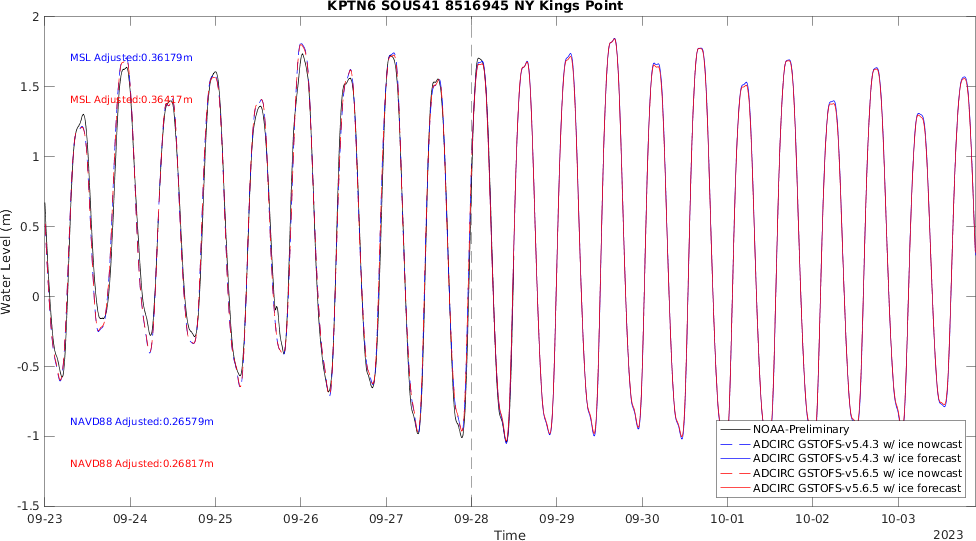 KPTN6 SOUS41 8516945 NY Kings Point
2
1.5
1
0.5
0
-0.5
-1
-1.5
Water Level (m)
MSL Adjusted:0.36179m
MSL Adjusted:0.36417m
NAVD88 Adjusted:0.26579m
NAVD88 Adjusted:0.26817m
NOAA-Preliminary
ADCIRC GSTOFS-v5.4.3 w/ ice nowcast
ADCIRC GSTOFS-v5.4.3 w/ ice forecast
ADCIRC GSTOFS-v5.6.5 w/ ice nowcast
ADCIRC GSTOFS-v5.6.5 w/ ice forecast
09-23 09-24 09-25 09-26 09-27 09-28 09-29 09-30 10-01 10-02 10-03
Time
2023